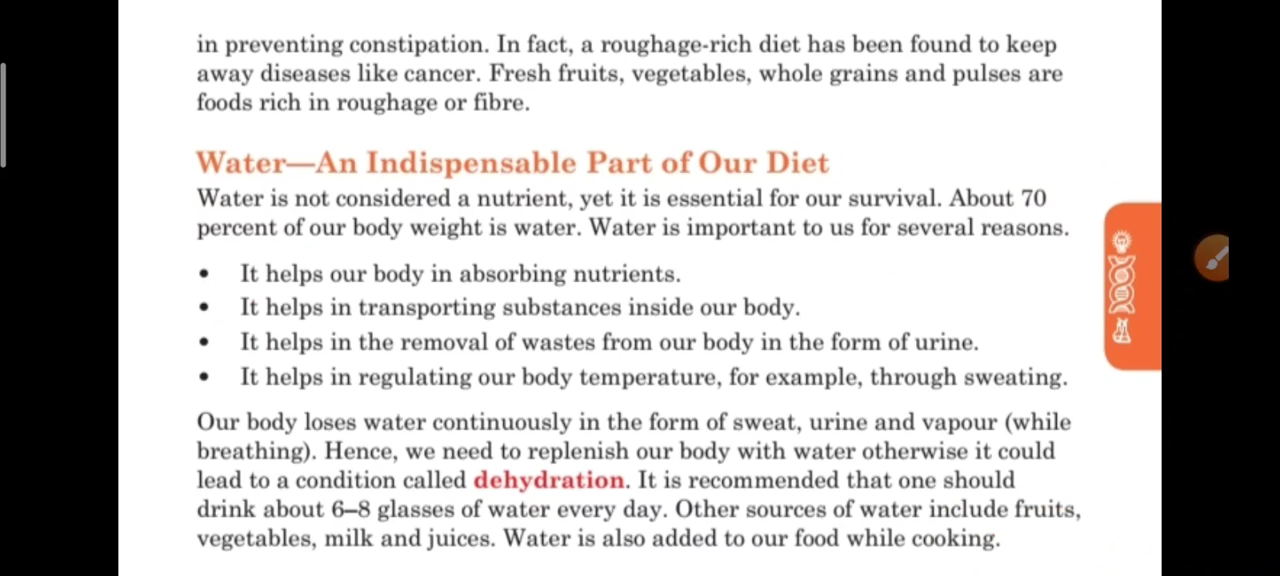 in preventing constipation. In fact, a roughage-rich diet has been found to keep
away diseases like cancer. Fresh fruits, vegetables, whole grains and pulses are
foods rich in roughage or fibre.
Water—An Indispensable Part of Our Diet
Water is not considered a nutrient, yet it is essential for our survival. About 70
percent of our body weight is water. Water is important to us for several reasons.
• It helps our body in absorbing nutrients.
• It helps in transporting substances inside our body.
• It helps in the removal of wastes from our body in the form of urine.
• It helps in regulating our body temperature, for example, through sweating.
Our body loses water continuously in the form of sweat, urine and vapour (while
breathing). Hence, we need to replenish our body with water otherwise it could
lead to a condition called dehydration. It is recommended that one should
drink about 6–8 glasses of water every day. Other sources of water include fruits,
vegetables, milk and juices. Water is also added to our food while cooking.